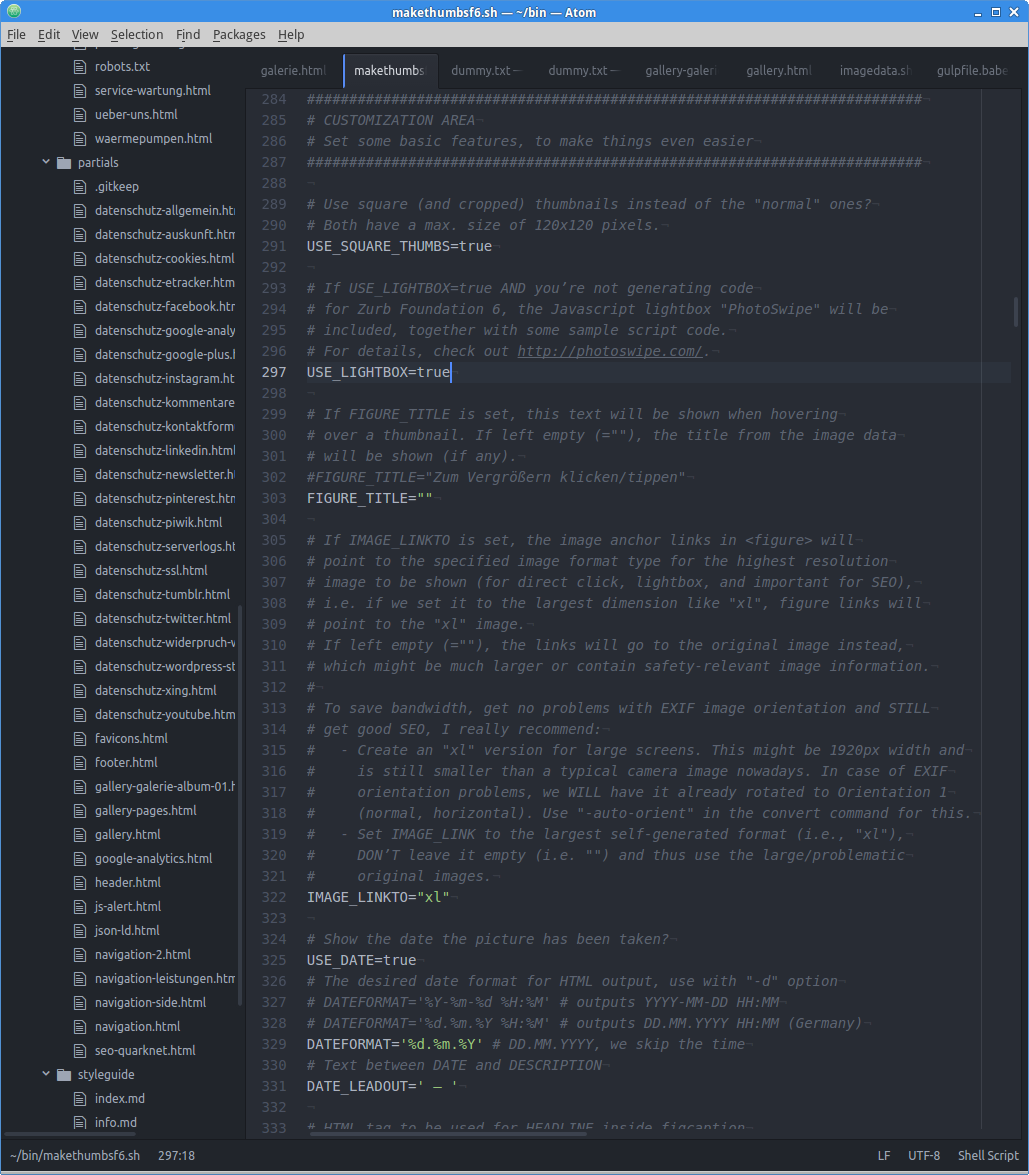 makethumbsf6.sh — ~/bin — Atom
File Edit View Selection Find Packages Help
robots.txt
service-wartung.html
ueber-uns.html
waermepumpen.html
partials
.gitkeep
datenschutz-allgemein.htr
datenschutz-auskunft.htm
datenschutz-cookies.html
datenschutz-etracker.htm
datenschutz-facebook.htr
datenschutz-google-analy
datenschutz-google-plus.l
datenschutz-instagram.ht
datenschutz-kommentare
datenschutz-kontaktform
datenschutz-linkedin.html
datenschutz-newsletter.hl
datenschutz-pinterest.htn
datenschutz-piwik.html
datenschutz-serverlogs.ht
datenschutz-ssl.html
datenschutz-tumblr.html
datenschutz-twitter.html
datenschutz-widerpruch-v
datenschutz-wordpress-st
datenschutz-xing.html
datenschutz-youtube.htm
favicons.html
footer.html
gallery-galerie-album-01.h
gallery-pages.html
gallery.html
google-analytics.html
header.html
js-alert.html
json-ld.html
navigation-2.html
navigation-leistungen.htm
navigation-side.html
navigation.html
seo-quarknet.html
styleguide
index.md
info.md
galerie.html makethumbs dummy.txt — dummy.txt — gallery-galeri gallery.html imagedata.sh gulpfile.babe
284 #########################################################################¬
285 # CUSTOMIZATION AREA¬
286 # Set some basic features, to make things even easier¬
287 #########################################################################¬
288 ¬
289 # Use square (and cropped) thumbnails instead of the "normal" ones?¬
290 # Both have a max. size of 120x120 pixels.¬
291 USE_SQUARE_THUMBS=true¬
292 ¬
293 # If USE_LIGHTBOX=true AND you’re not generating code¬
294 # for Zurb Foundation 6, the Javascript lightbox "PhotoSwipe" will be¬
295 # included, together with some sample script code.¬
296 # For details, check out http://photoswipe.com/.¬
297 USE_LIGHTBOX=true¬
298 ¬
299 # If FIGURE_TITLE is set, this text will be shown when hovering¬
300 # over a thumbnail. If left empty (=""), the title from the image data¬
301 # will be shown (if any).¬
302 #FIGURE_TITLE="Zum Vergrößern klicken/tippen"¬
303 FIGURE_TITLE=""¬
304 ¬
305 # If IMAGE_LINKTO is set, the image anchor links in <figure> will¬
306 # point to the specified image format type for the highest resolution¬
307 # image to be shown (for direct click, lightbox, and important for SEO),¬
308 # i.e. if we set it to the largest dimension like "xl", figure links will¬
309 # point to the "xl" image.¬
310 # If left empty (=""), the links will go to the original image instead,¬
311 # which might be much larger or contain safety-relevant image information.¬
312 #¬
313 # To save bandwidth, get no problems with EXIF image orientation and STILL¬
314 # get good SEO, I really recommend:¬
315 #   - Create an "xl" version for large screens. This might be 1920px width and¬
316 #     is still smaller than a typical camera image nowadays. In case of EXIF¬
317 #     orientation problems, we WILL have it already rotated to Orientation 1¬
318 #     (normal, horizontal). Use "-auto-orient" in the convert command for this.¬
319 #   - Set IMAGE_LINK to the largest self-generated format (i.e., "xl"),¬
320 #     DON’T leave it empty (i.e. "") and thus use the large/problematic¬
321 #     original images.¬
322 IMAGE_LINKTO="xl"¬
323 ¬
324 # Show the date the picture has been taken?¬
325 USE_DATE=true¬
326 # The desired date format for HTML output, use with "-d" option¬
327 # DATEFORMAT='%Y-%m-%d %H:%M' # outputs YYYY-MM-DD HH:MM¬
328 # DATEFORMAT='%d.%m.%Y %H:%M' # outputs DD.MM.YYYY HH:MM (Germany)¬
329 DATEFORMAT='%d.%m.%Y' # DD.MM.YYYY, we skip the time¬
330 # Text between DATE and DESCRIPTION¬
331 DATE_LEADOUT=' – '¬
332 ¬
333 # HTML tag to be used for HEADLINE inside figcaption¬
~/bin/makethumbsf6.sh 297:18 LF UTF-8 Shell Script